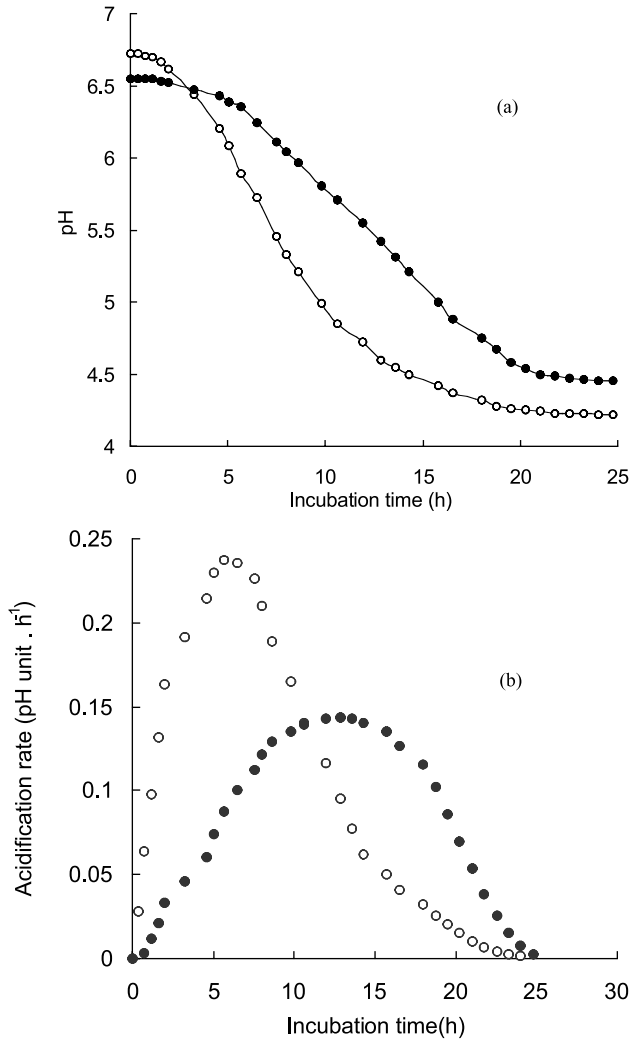 7
6.5
(a)
6
pH
5.5
5
4.5
4
0 5 10 15 20 25
Incubation time (h)
0.25
Acidification rate (pH unit . h⁻¹)
0.2
(b)
0.15
0.1
0.05
0
0 5 10 15 20 25 30
Incubation time(h)